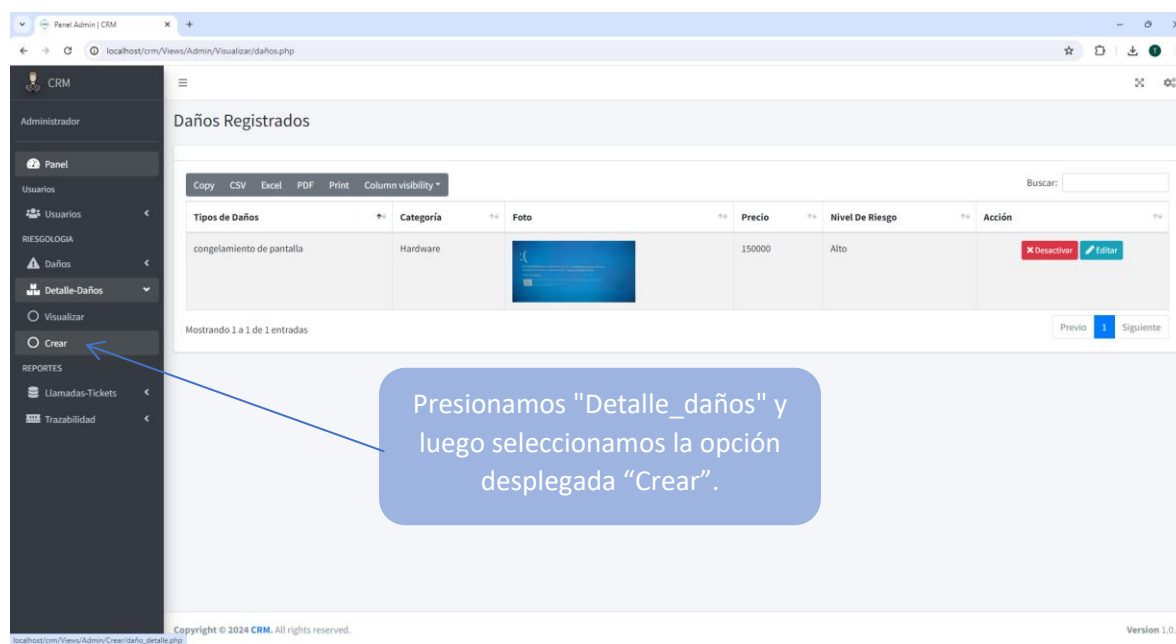 Panel Admin | CRM
localhost/crm/Views/Admin/Visualizar/daños.php
CRM
Administrador
Daños Registrados
Panel
Usuarios
Usuarios
RIESGOLOGIA
Daños
Detalle-Daños
Visualizar
Crear
REPORTES
Llamadas-Tickets
Trazabilidad
Copy CSV Excel PDF Print Column visibility
Buscar:
Tipos de Daños Categoría Foto Precio Nivel De Riesgo Acción
congelamiento de pantalla Hardware 150000 Alto Desactivar Editar
Mostrando 1 a 1 de 1 entradas
Previo 1 Siguiente
Presionamos "Detalle_daños" y
luego seleccionamos la opción
desplegada “Crear”.
Copyright © 2024 CRM. All rights reserved.
Version 1.0.
localhost/crm/Views/Admin/Crear/daño_detalle.php